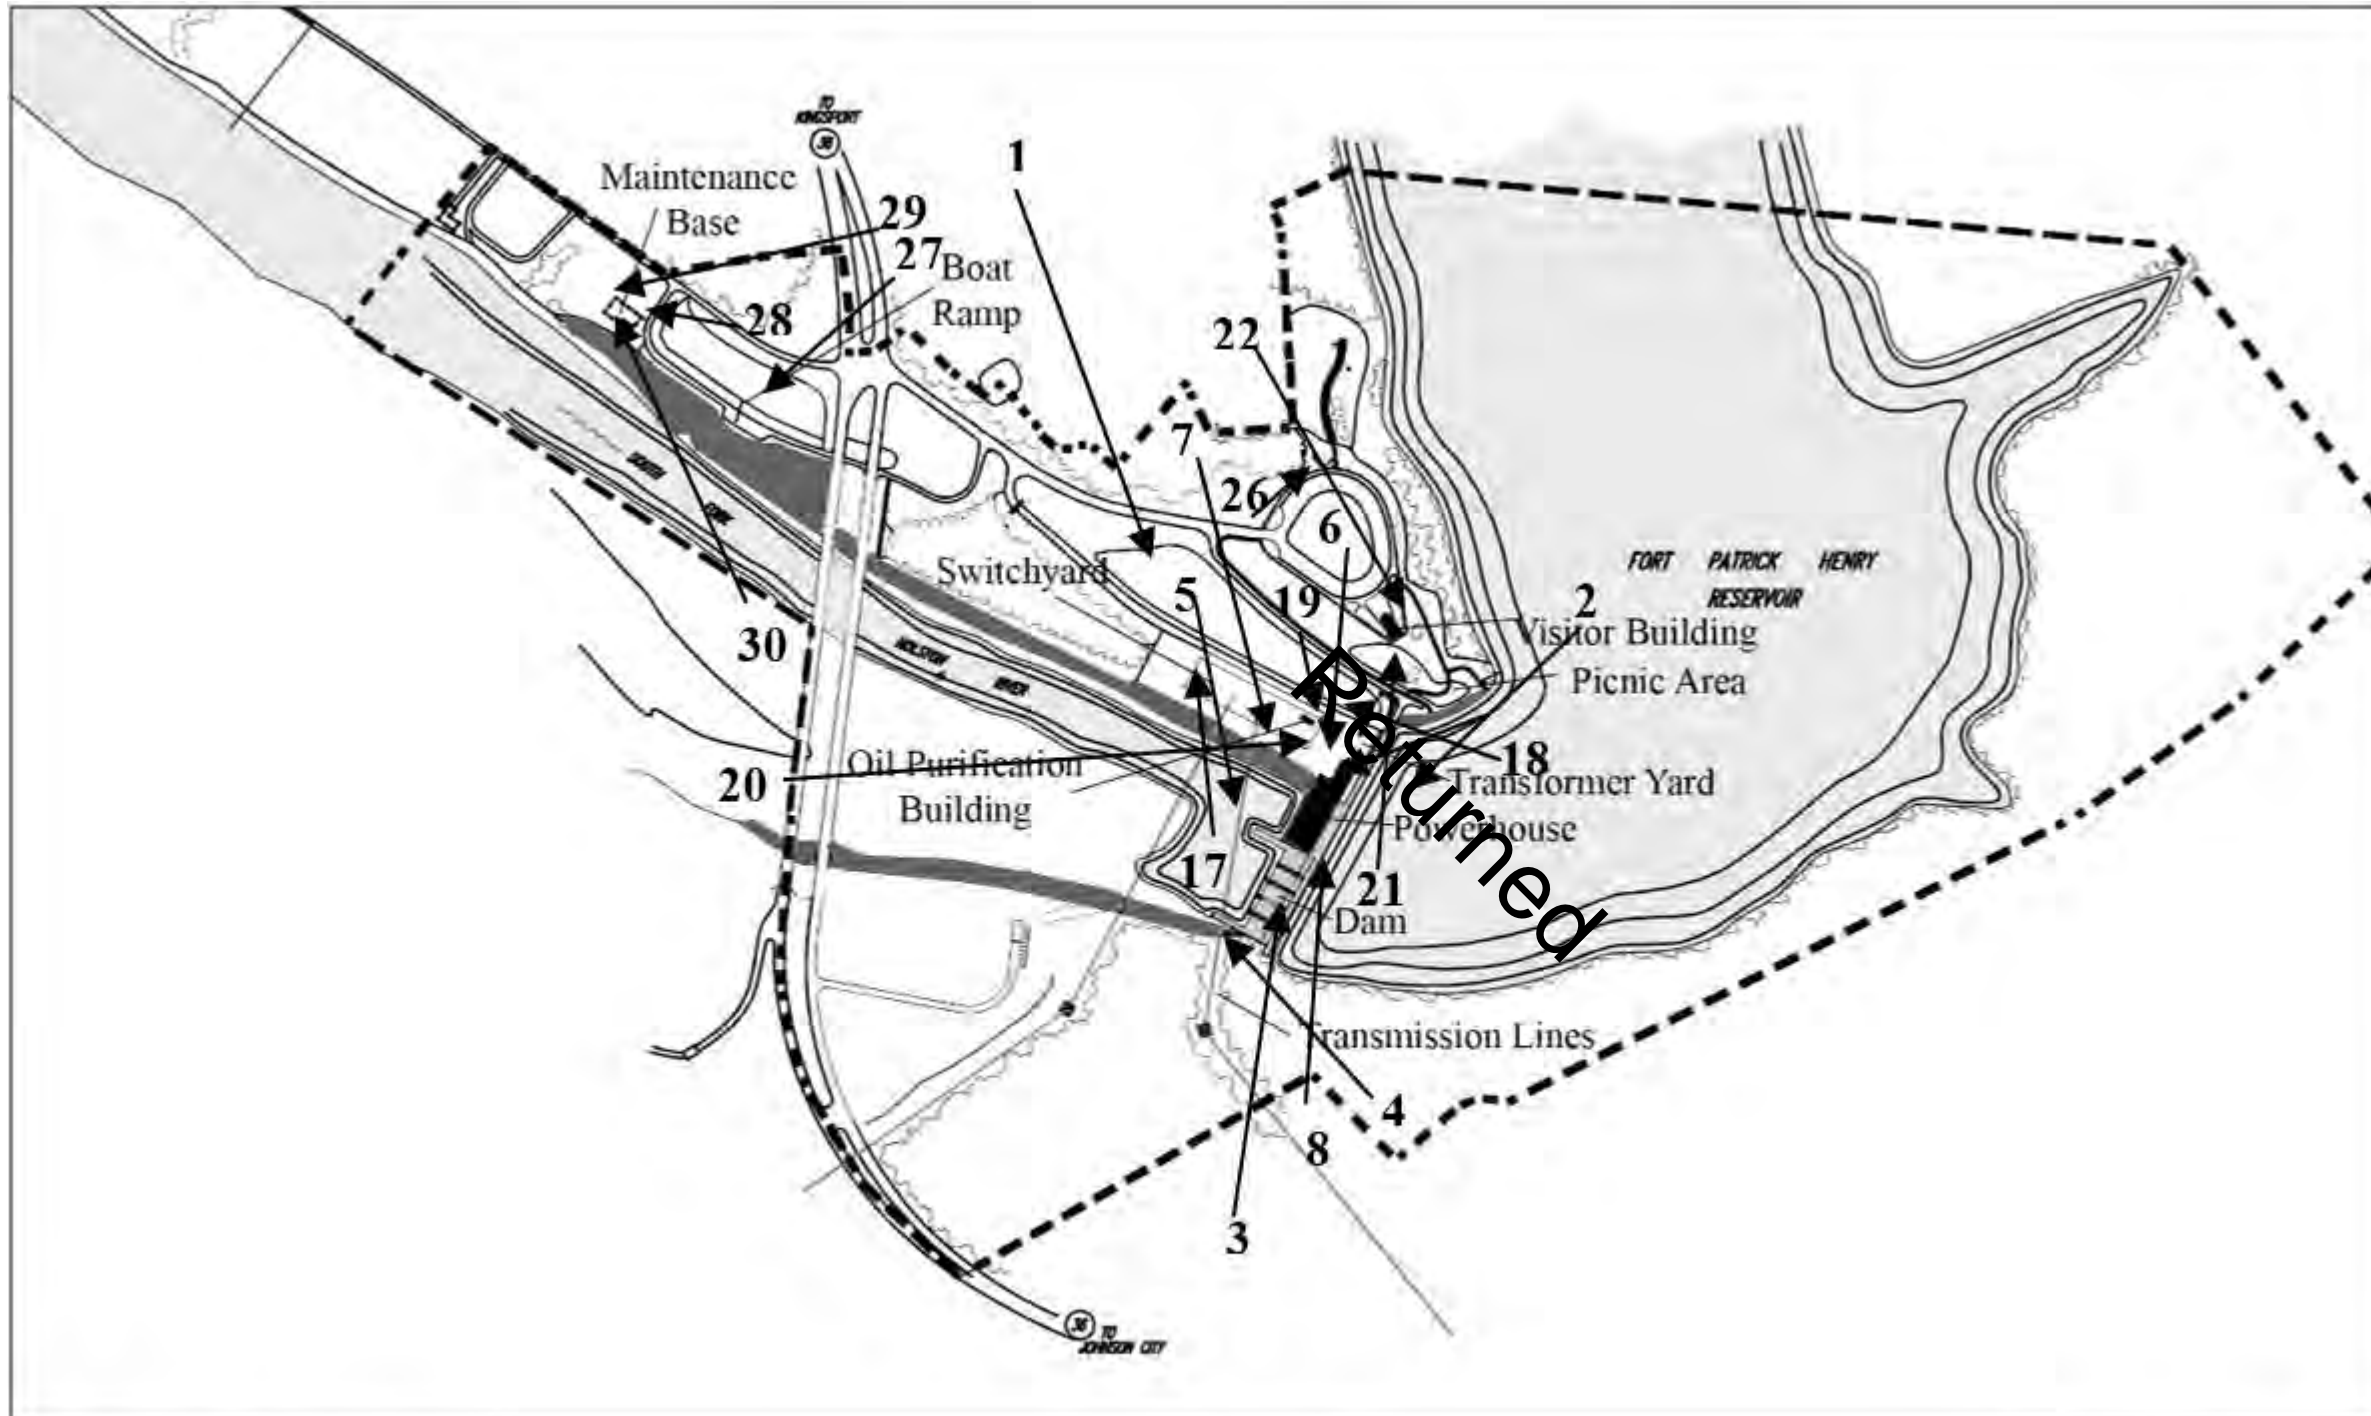 TO
KINGSPORT
36
Maintenance
Base
1
29
27
Boat
Ramp
28
22
7
26
6
SOUTH
FORK
Switchyard
5
19
FORT PATRICK HENRY
RESERVOIR
2
Visitor Building
Picnic Area
30
HOLSTON
RIVER
Returned
18
20
Oil Purification
Building
Transformer Yard
Powerhouse
17
21
Dam
Transmission Lines
4
8
3
36
TO
JOHNSON CITY